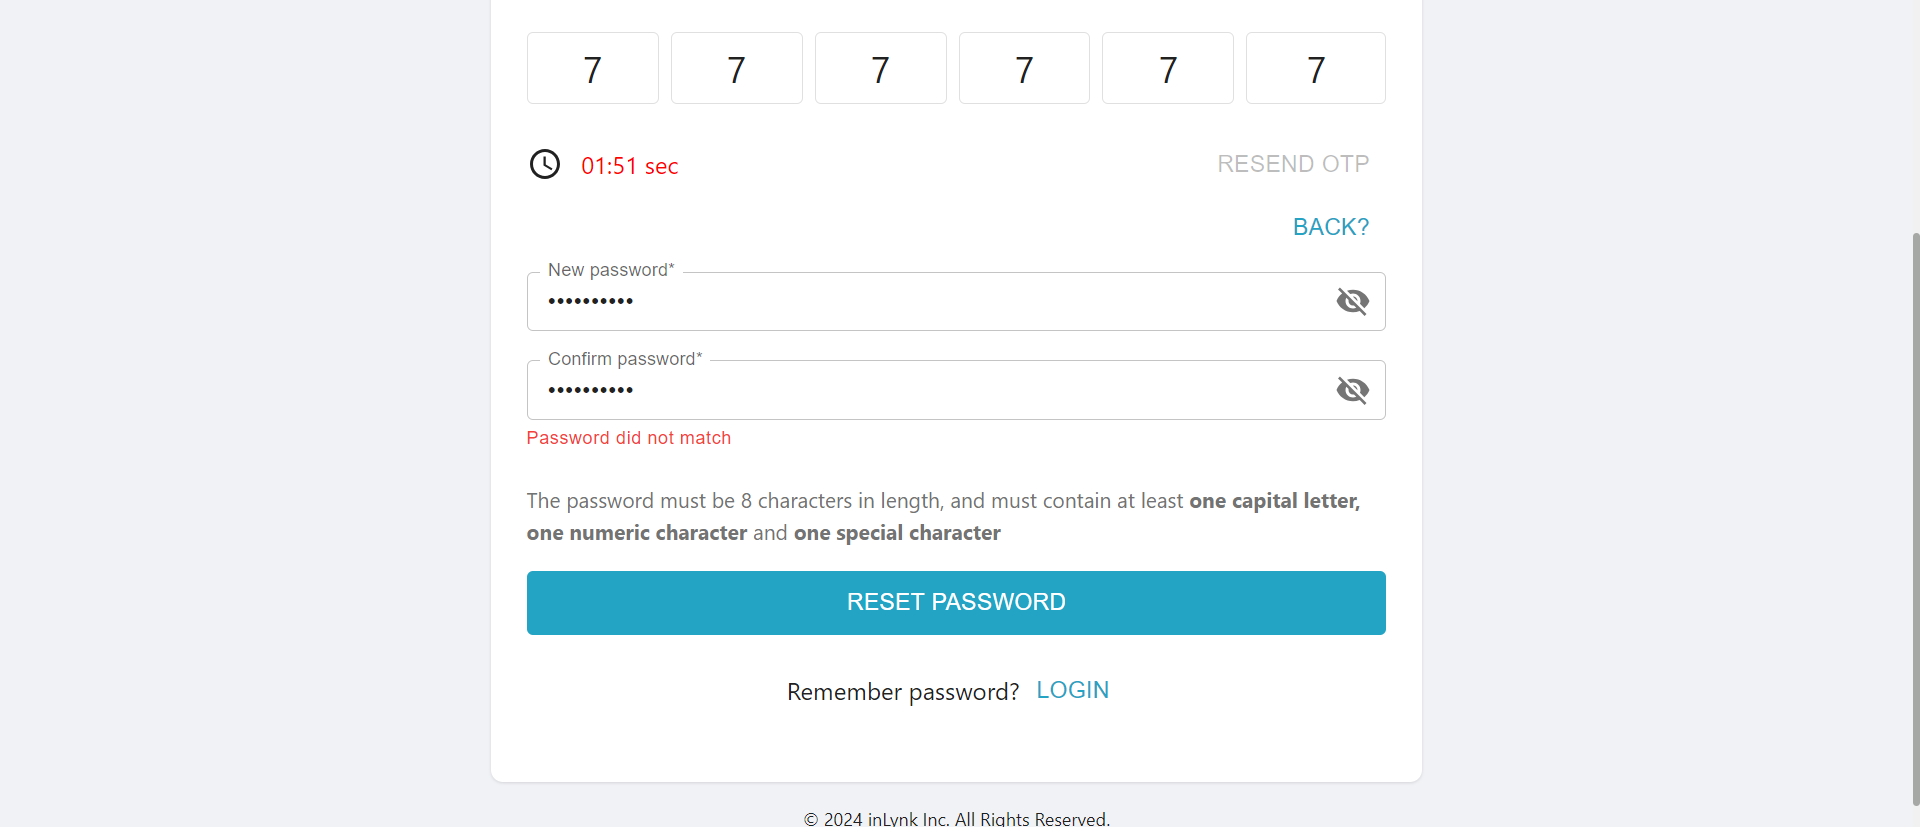 7 7 7 7 7 7
01:51 sec RESEND OTP
BACK?
New password*
••••••••••
Confirm password*
••••••••••
Password did not match
The password must be 8 characters in length, and must contain at least one capital letter,
one numeric character and one special character
RESET PASSWORD
Remember password? LOGIN
© 2024 inLynk Inc. All Rights Reserved.